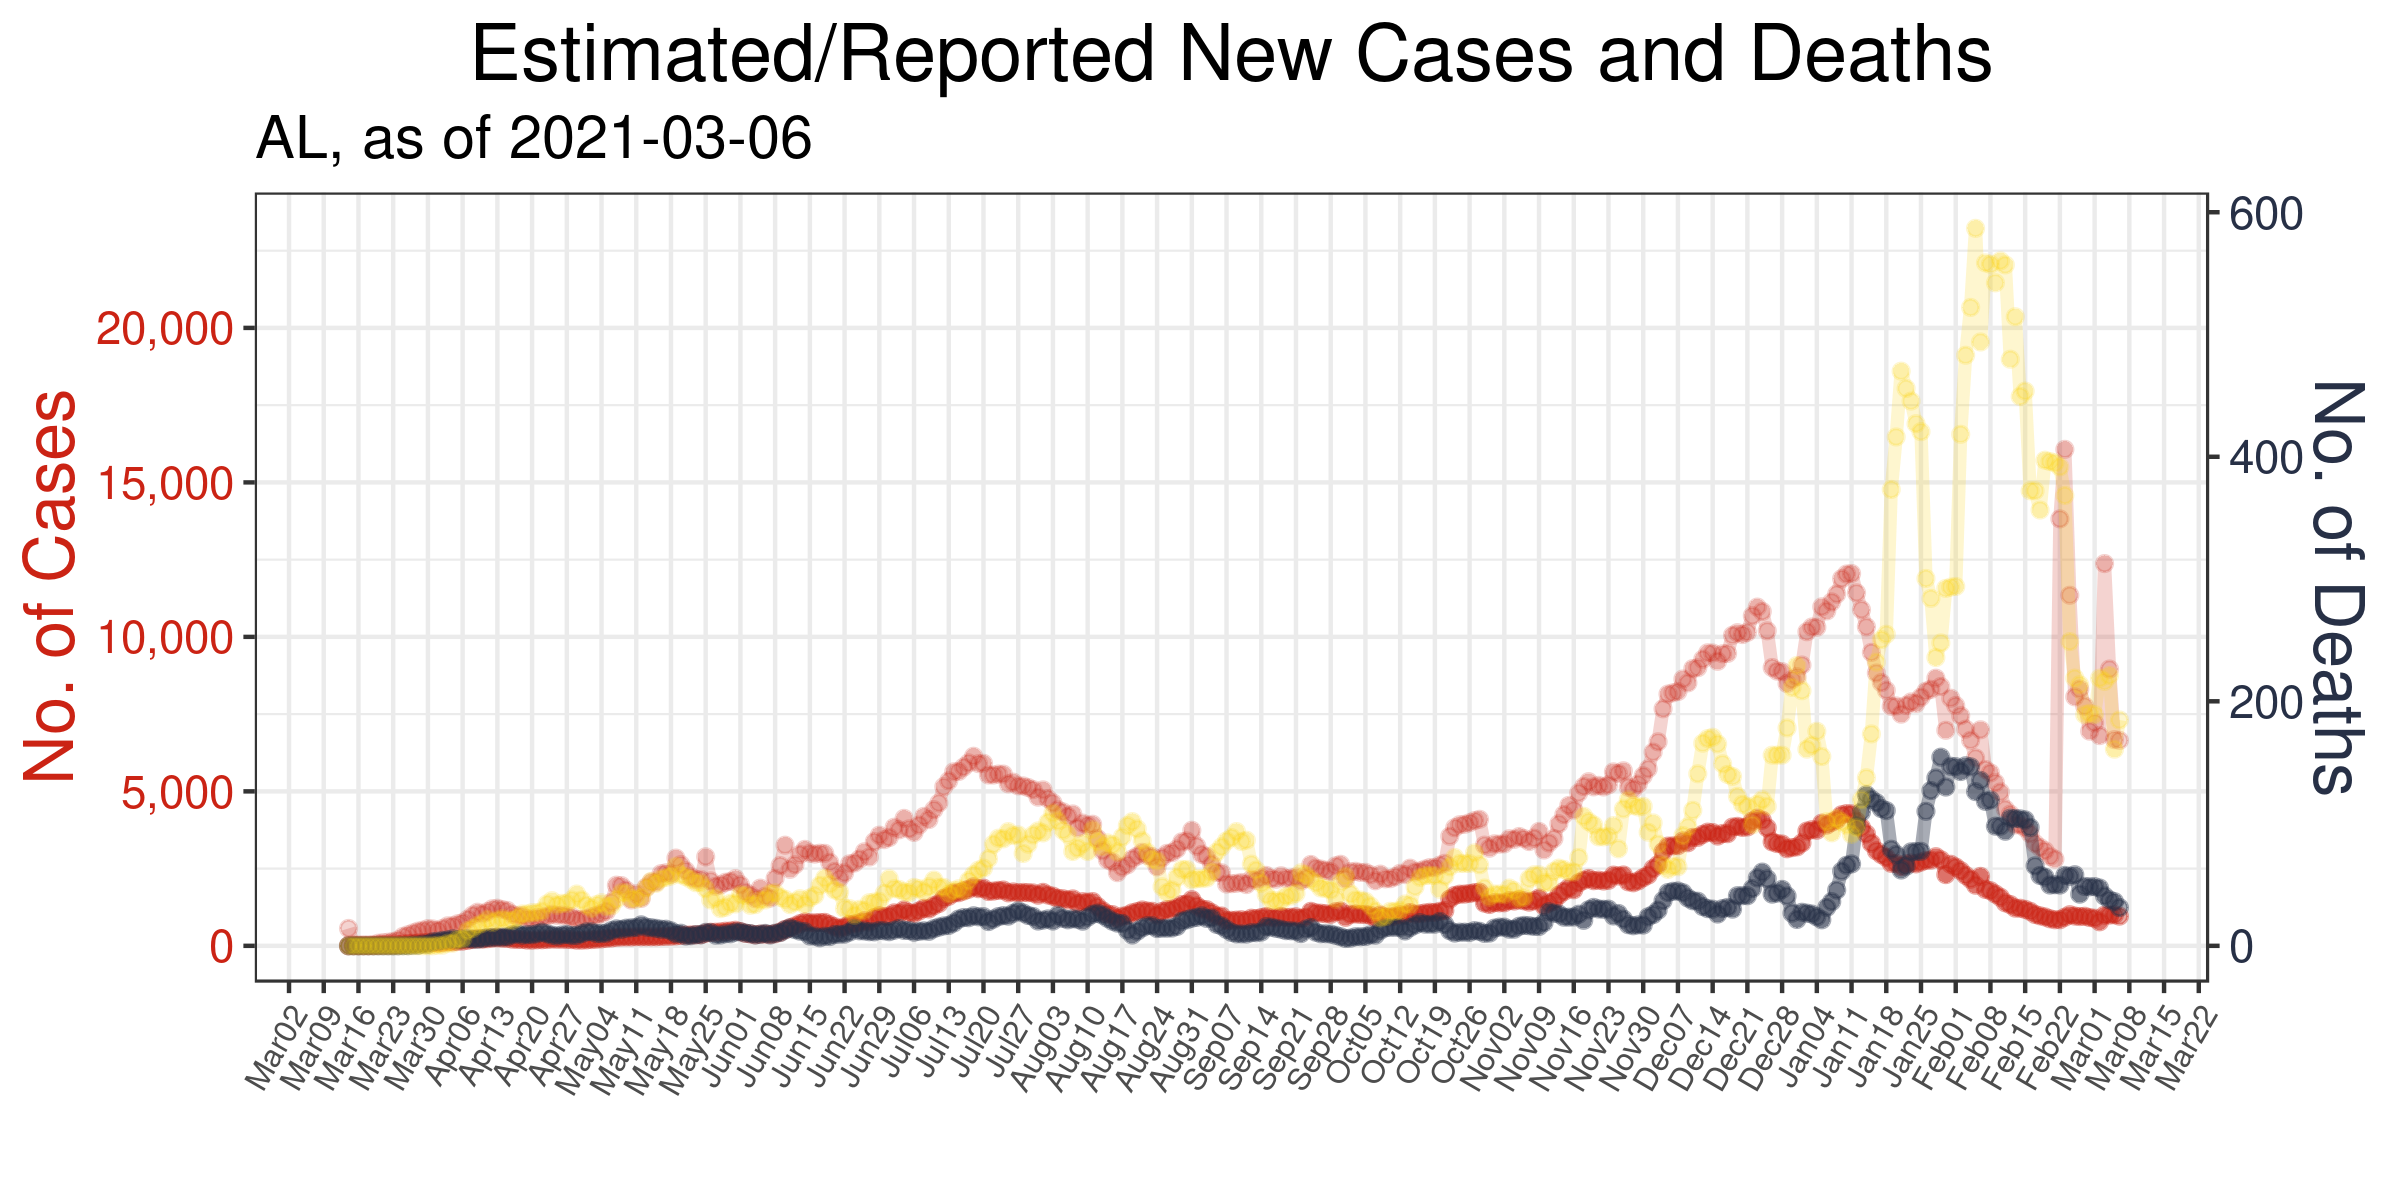 Estimated/Reported New Cases and Deaths
AL, as of 2021-03-06
No. of Cases
20,000
15,000
10,000
5,000
0
600
400
200
0
No. of Deaths
Mar02
Mar09
Mar16
Mar23
Mar30
Apr06
Apr13
Apr20
Apr27
May04
May11
May18
May25
Jun01
Jun08
Jun15
Jun22
Jun29
Jul06
Jul13
Jul20
Jul27
Aug03
Aug10
Aug17
Aug24
Aug31
Sep07
Sep14
Sep21
Sep28
Oct05
Oct12
Oct19
Oct26
Nov02
Nov09
Nov16
Nov23
Nov30
Dec07
Dec14
Dec21
Dec28
Jan04
Jan11
Jan18
Jan25
Feb01
Feb08
Feb15
Feb22
Mar01
Mar08
Mar15
Mar22